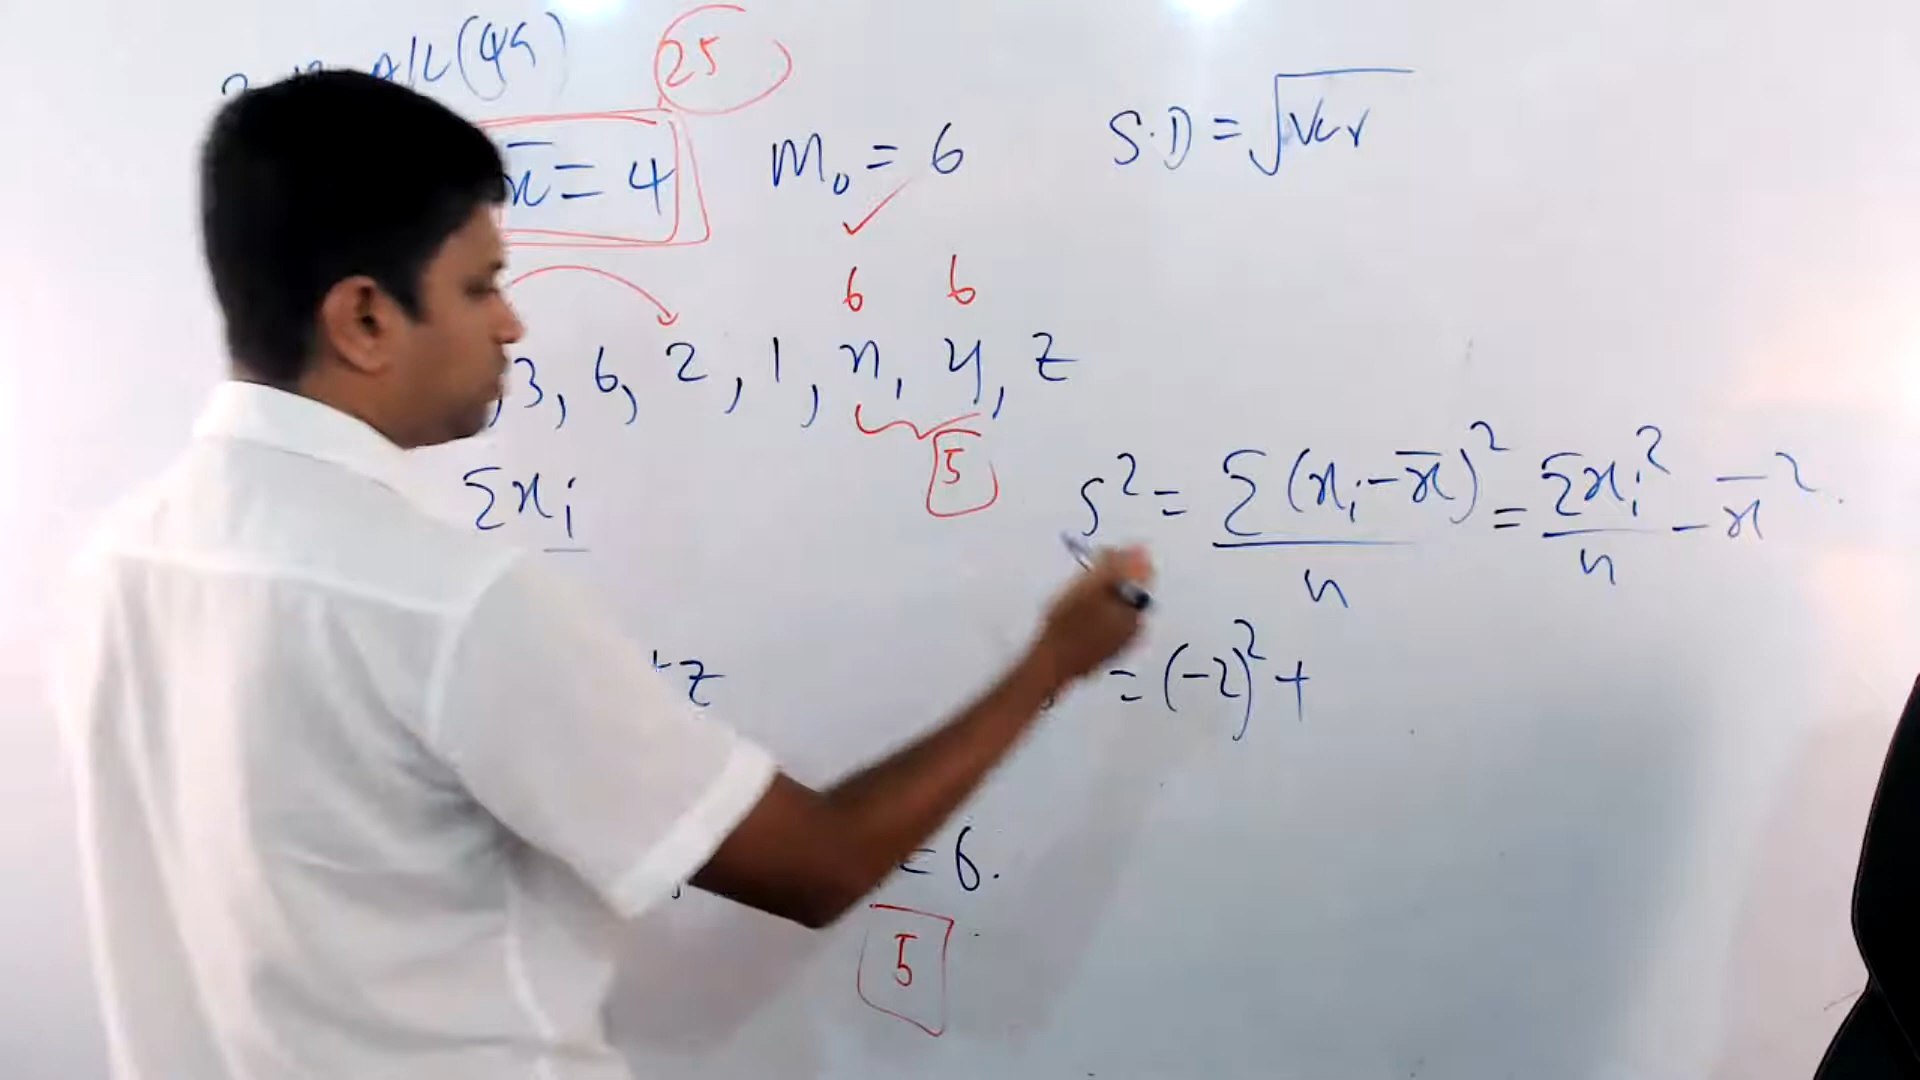 A/L (
25
x̄ = 4
M₀ = 6
S.D = √Var
6 6
, 3, 6, 2, 1, x, y, z
5
Σxᵢ
S² = Σ(xᵢ - x̄)² / n = Σxᵢ² / n - x̄²
+ z
= (-2)² +
= 6.
5